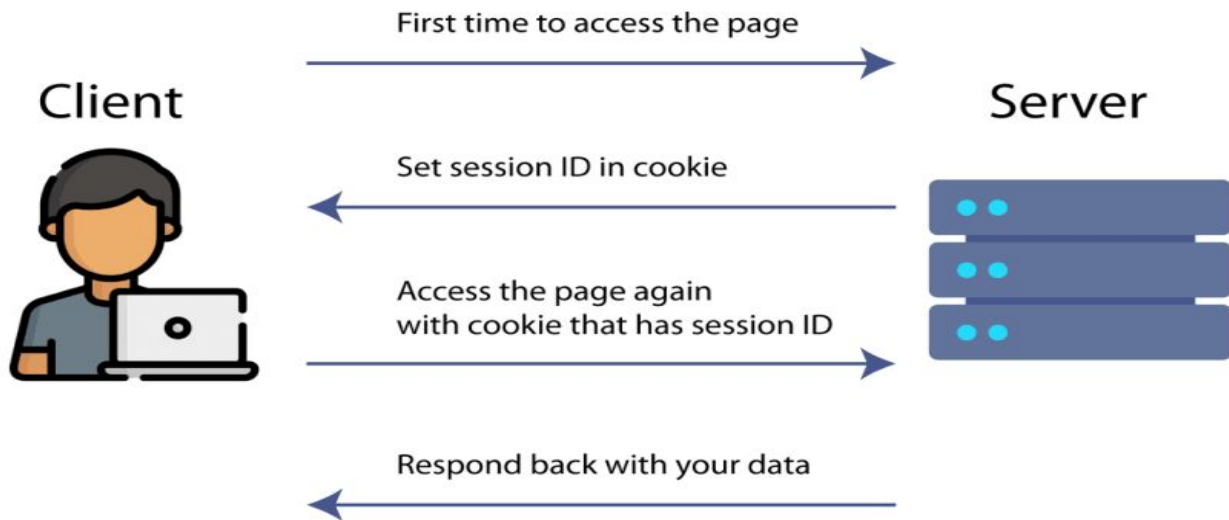 First time to access the page
Client
Server
Set session ID in cookie
Access the page again
with cookie that has session ID
Respond back with your data